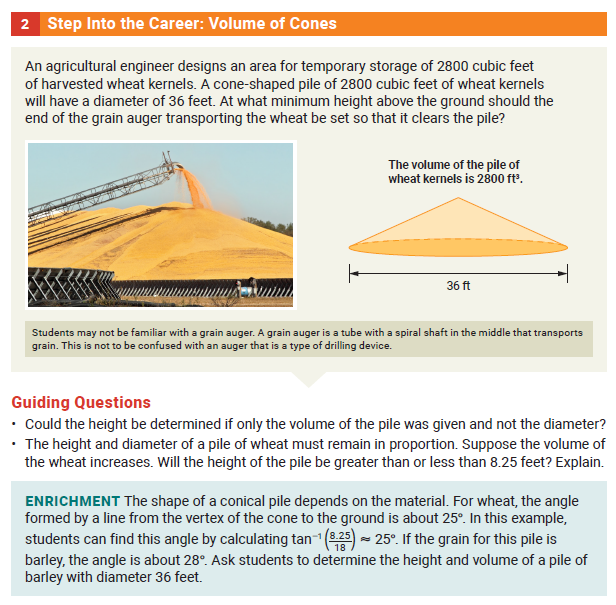 2 Step Into the Career: Volume of Cones
An agricultural engineer designs an area for temporary storage of 2800 cubic feet
of harvested wheat kernels. A cone-shaped pile of 2800 cubic feet of wheat kernels
will have a diameter of 36 feet. At what minimum height above the ground should the
end of the grain auger transporting the wheat be set so that it clears the pile?
The volume of the pile of
wheat kernels is 2800 ft³.
36 ft
Students may not be familiar with a grain auger. A grain auger is a tube with a spiral shaft in the middle that transports
grain. This is not to be confused with an auger that is a type of drilling device.
Guiding Questions
• Could the height be determined if only the volume of the pile was given and not the diameter?
• The height and diameter of a pile of wheat must remain in proportion. Suppose the volume of
the wheat increases. Will the height of the pile be greater than or less than 8.25 feet? Explain.
ENRICHMENT The shape of a conical pile depends on the material. For wheat, the angle
formed by a line from the vertex of the cone to the ground is about 25°. In this example,
students can find this angle by calculating tan⁻¹(8.25/18) ≈ 25°. If the grain for this pile is
barley, the angle is about 28°. Ask students to determine the height and volume of a pile of
barley with diameter 36 feet.